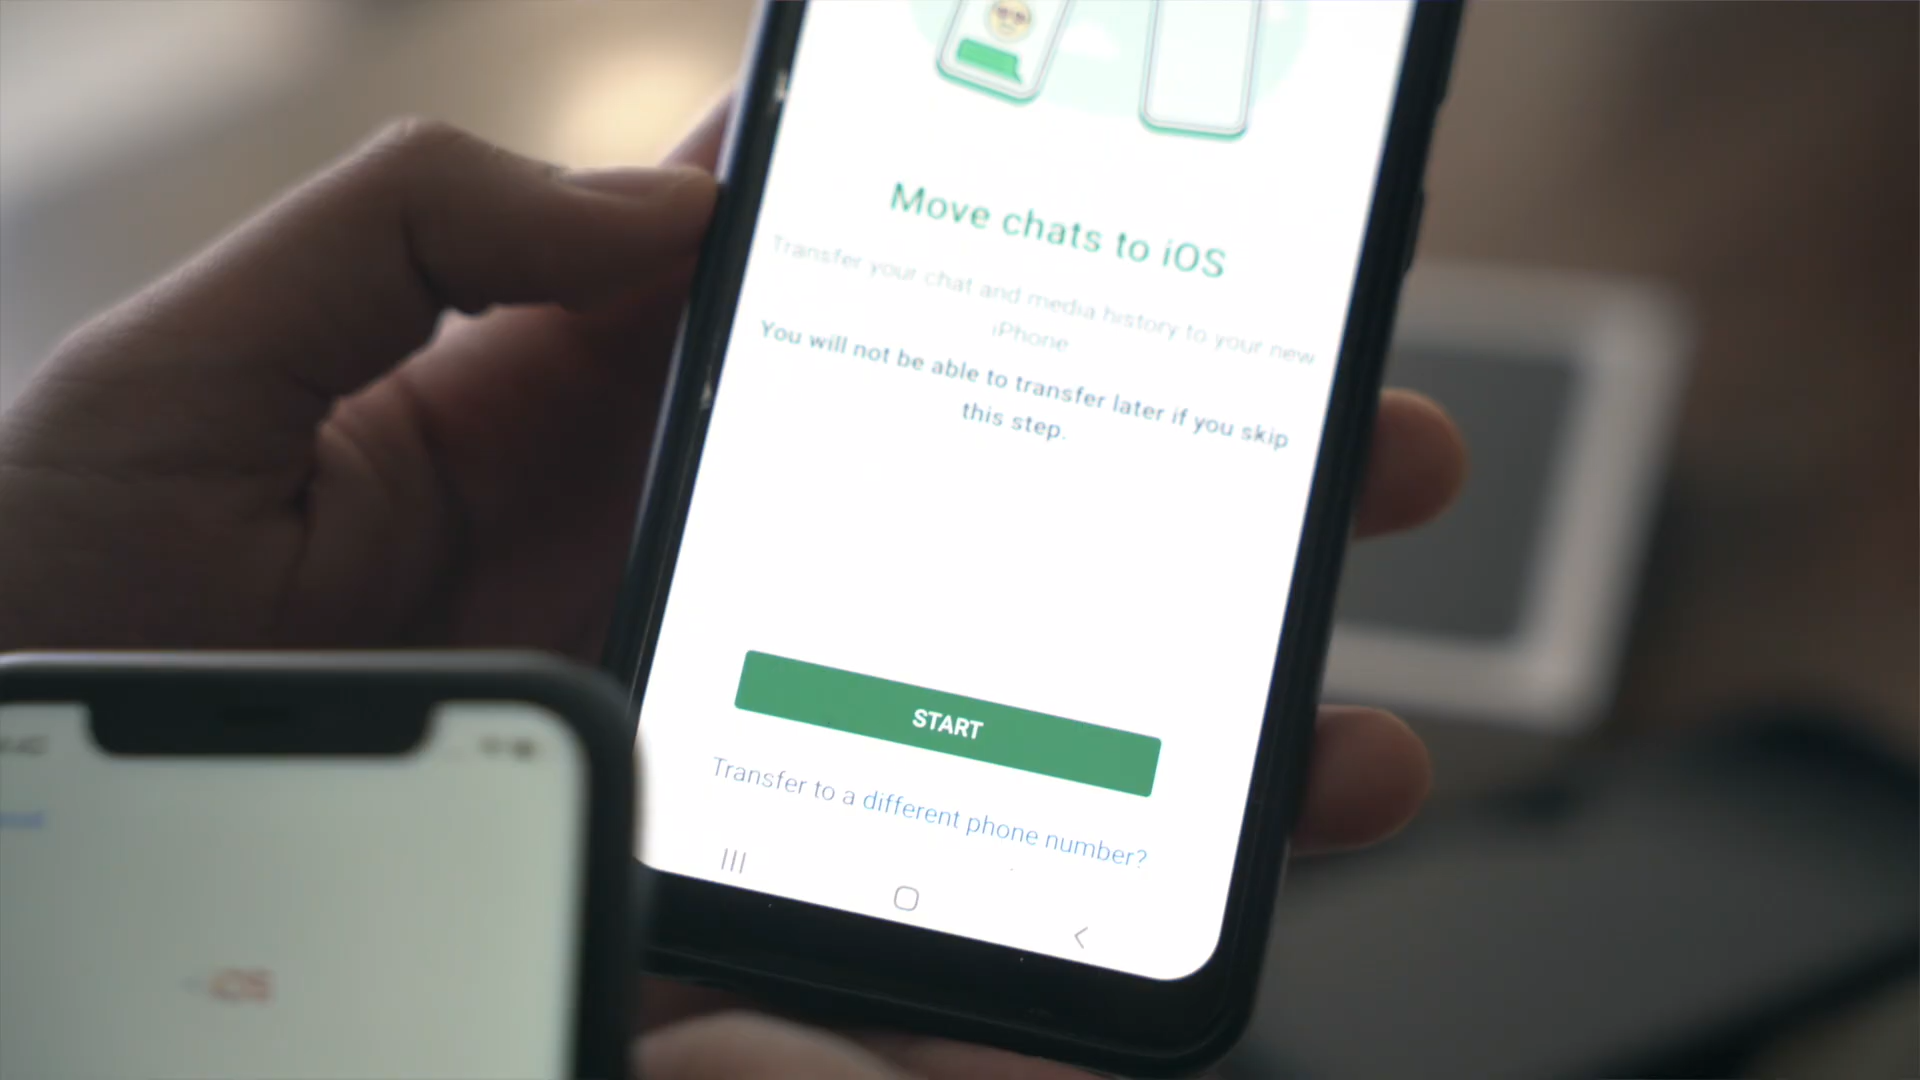 Move chats to iOS
Transfer your chat and media history to your new
iPhone
You will not be able to transfer later if you skip
this step.
START
Transfer to a different phone number?
iOS